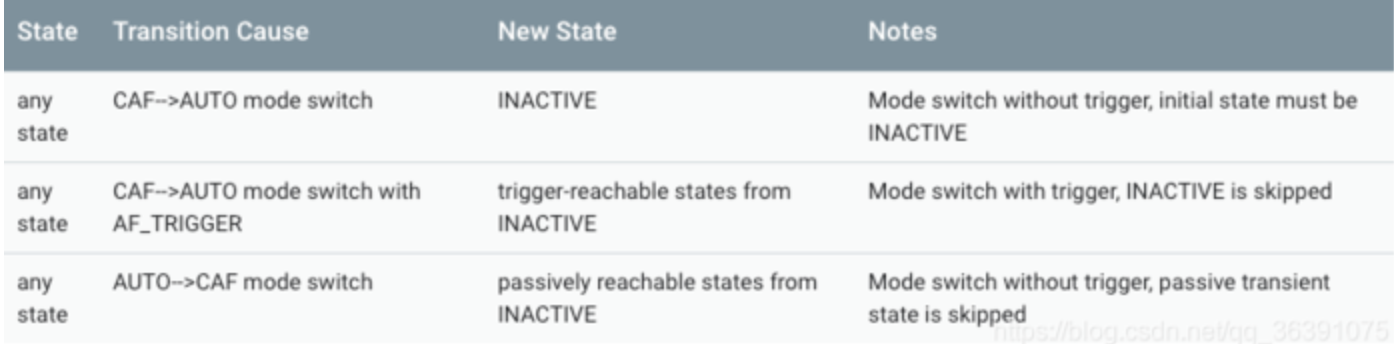 State Transition Cause New State Notes
any CAF-->AUTO mode switch INACTIVE Mode switch without trigger, initial state must be
state INACTIVE
any CAF-->AUTO mode switch with trigger-reachable states from Mode switch with trigger, INACTIVE is skipped
state AF_TRIGGER INACTIVE
any AUTO-->CAF mode switch passively reachable states from Mode switch without trigger, passive transient
state INACTIVE state is skipped
https://blog.csdn.net/qq_36391075